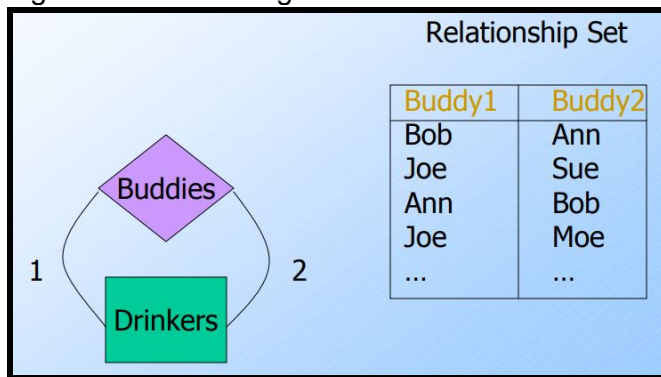 Relationship Set
Buddy1 Buddy2
Bob Ann
Joe Sue
Ann Bob
Joe Moe
... ...
Buddies
1 2
Drinkers